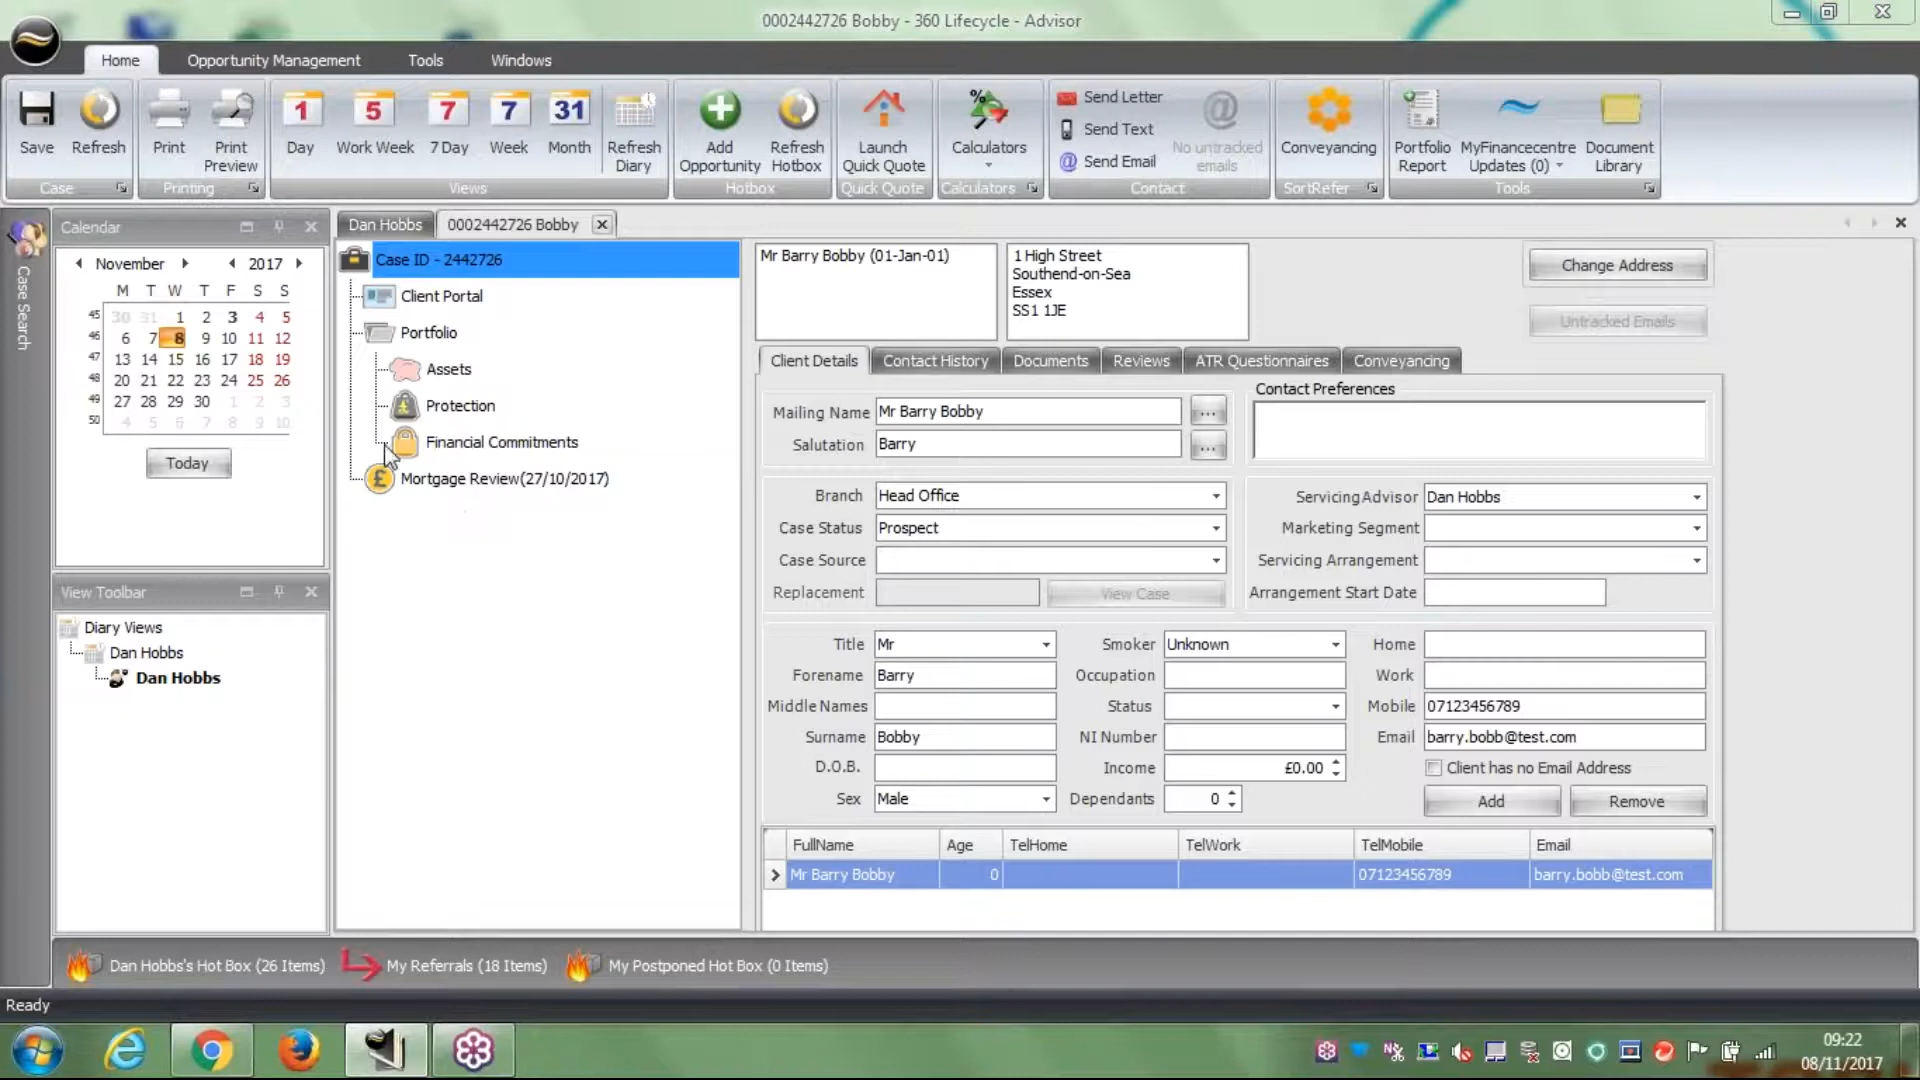 0002442726 Bobby - 360 Lifecycle - Advisor
Home Opportunity Management Tools Windows
Save Refresh Print Print Preview
1 Day 5 Work Week 7 7 Day 7 Week 31 Month Refresh Diary
Add Opportunity Refresh Hotbox Launch Quick Quote Calculators
Send Letter
Send Text
Send Email
No untracked emails
Conveyancing Portfolio Report MyFinancecentre Updates (0) Document Library
Case Printing Views Hotbox Quick Quote Calculators Contact SortRefer Tools
Case Search
Calendar
November 2017
M T W T F S S
45 30 31 1 2 3 4 5
46 6 7 8 9 10 11 12
47 13 14 15 16 17 18 19
48 20 21 22 23 24 25 26
49 27 28 29 30 1 2 3
50 4 5 6 7 8 9 10
Today
View Toolbar
Diary Views
Dan Hobbs
Dan Hobbs
Dan Hobbs 0002442726 Bobby
Case ID - 2442726
Client Portal
Portfolio
Assets
Protection
Financial Commitments
Mortgage Review(27/10/2017)
Mr Barry Bobby (01-Jan-01)
1 High Street
Southend-on-Sea
Essex
SS1 1JE
Change Address
Untracked Emails
Client Details Contact History Documents Reviews ATR Questionnaires Conveyancing
Mailing Name Mr Barry Bobby ...
Salutation Barry ...
Contact Preferences
Branch Head Office
Case Status Prospect
Case Source
Replacement View Case
Servicing Advisor Dan Hobbs
Marketing Segment
Servicing Arrangement
Arrangement Start Date
Title Mr Smoker Unknown Home
Forename Barry Occupation Work
Middle Names Status Mobile 07123456789
Surname Bobby NI Number Email barry.bobb@test.com
D.O.B. Income £0.00 Client has no Email Address
Sex Male Dependants 0 Add Remove
FullName Age TelHome TelWork TelMobile Email
Mr Barry Bobby 0 07123456789 barry.bobb@test.com
Dan Hobbs's Hot Box (26 Items) My Referrals (18 Items) My Postponed Hot Box (0 Items)
Ready
09:22
08/11/2017